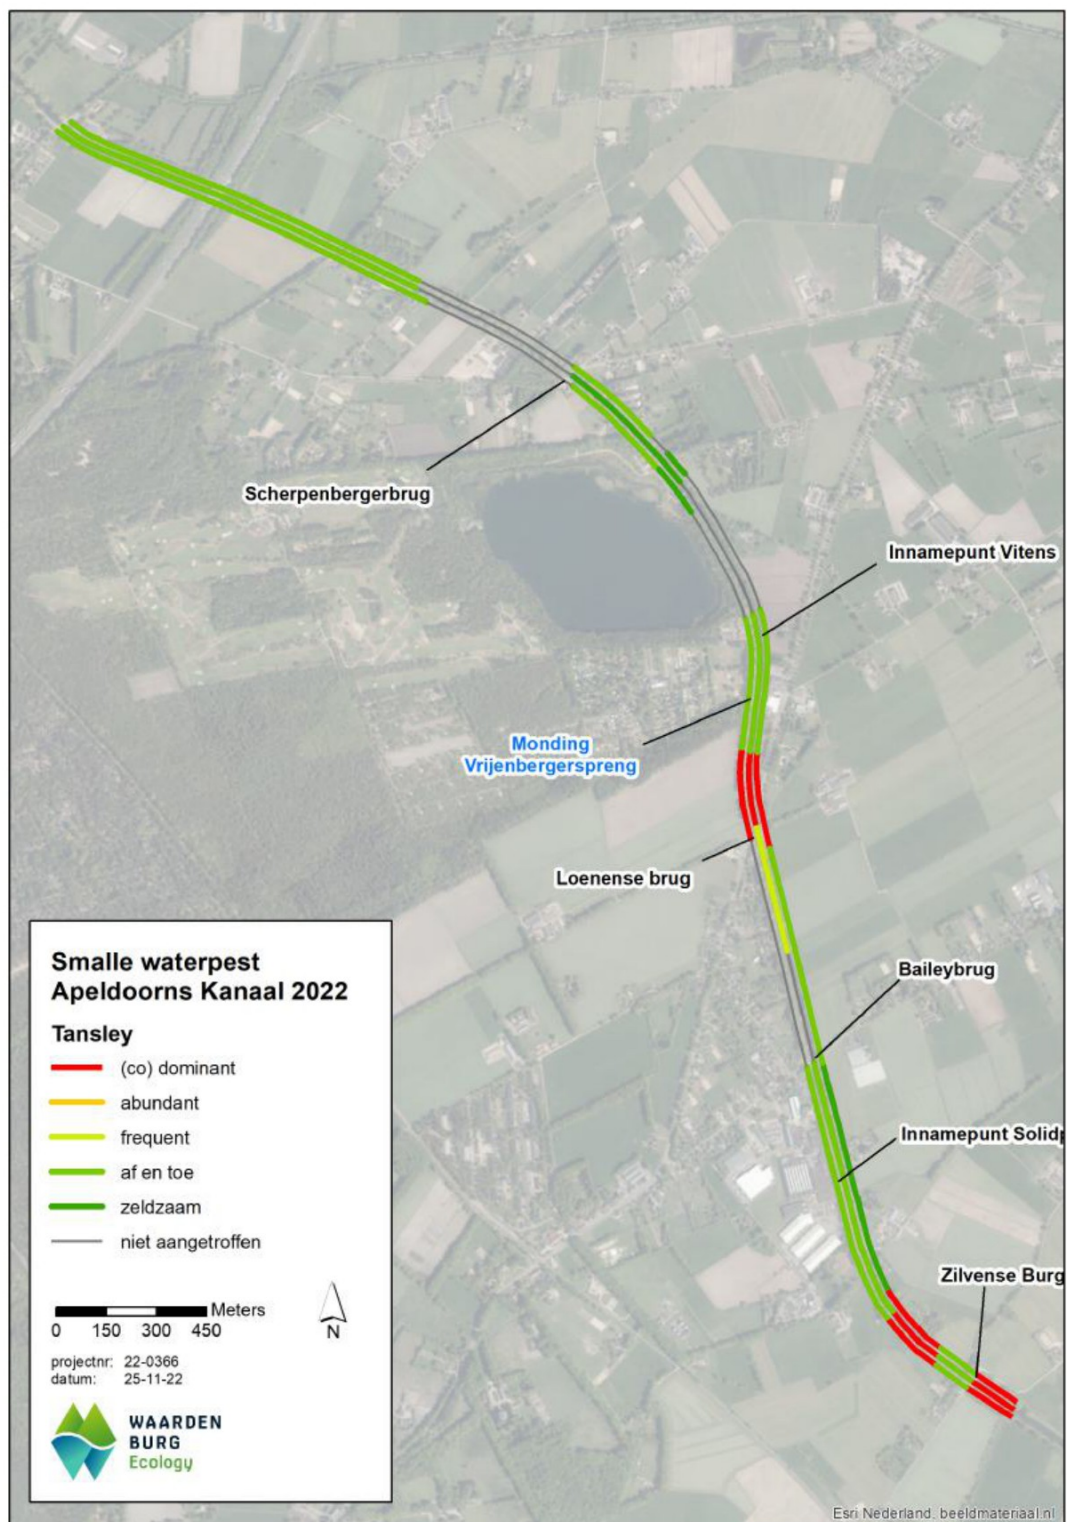 Scherpenbergerbrug
Innamepunt Vitens
Monding
Vrijenbergerspreng
Loenense brug
Baileybrug
Innamepunt Solidp
Zilvense Burg
Smalle waterpest
Apeldoorns Kanaal 2022
Tansley
(co) dominant
abundant
frequent
af en toe
zeldzaam
niet aangetroffen
Meters
0 150 300 450
N
projectnr: 22-0366
datum: 25-11-22
WAARDEN
BURG
Ecology
Esri Nederland, beeldmateriaal.nl